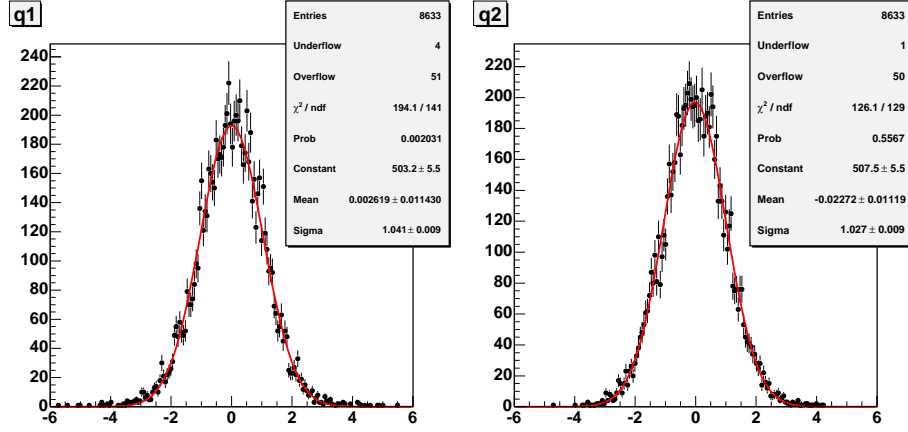 q1
Entries 8633
Underflow 4
Overflow 51
χ² / ndf 194.1 / 141
Prob 0.002031
Constant 503.2 ± 5.5
Mean 0.002619 ± 0.011430
Sigma 1.041 ± 0.009
240
220
200
180
160
140
120
100
80
60
40
20
0
-6 -4 -2 0 2 4 6
q2
Entries 8633
Underflow 1
Overflow 50
χ² / ndf 126.1 / 129
Prob 0.5567
Constant 507.5 ± 5.5
Mean -0.02272 ± 0.01119
Sigma 1.027 ± 0.009
220
200
180
160
140
120
100
80
60
40
20
0
-6 -4 -2 0 2 4 6